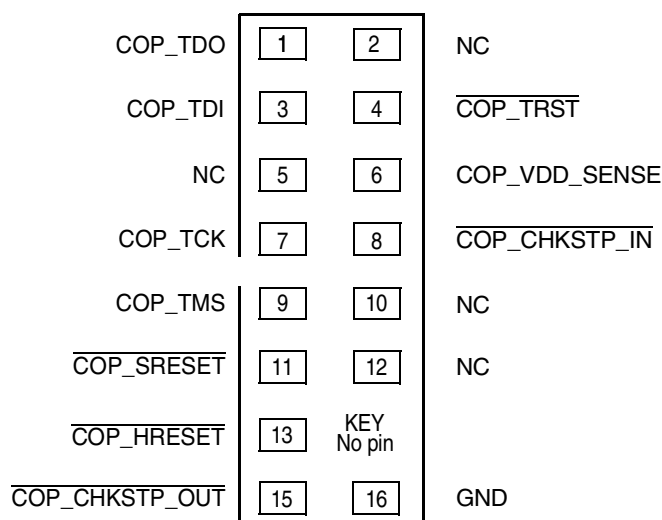 COP_TDO 1 2 NC
COP_TDI 3 4 COP_TRST
NC 5 6 COP_VDD_SENSE
COP_TCK 7 8 COP_CHKSTP_IN
COP_TMS 9 10 NC
COP_SRESET 11 12 NC
COP_HRESET 13 KEY
No pin
COP_CHKSTP_OUT 15 16 GND